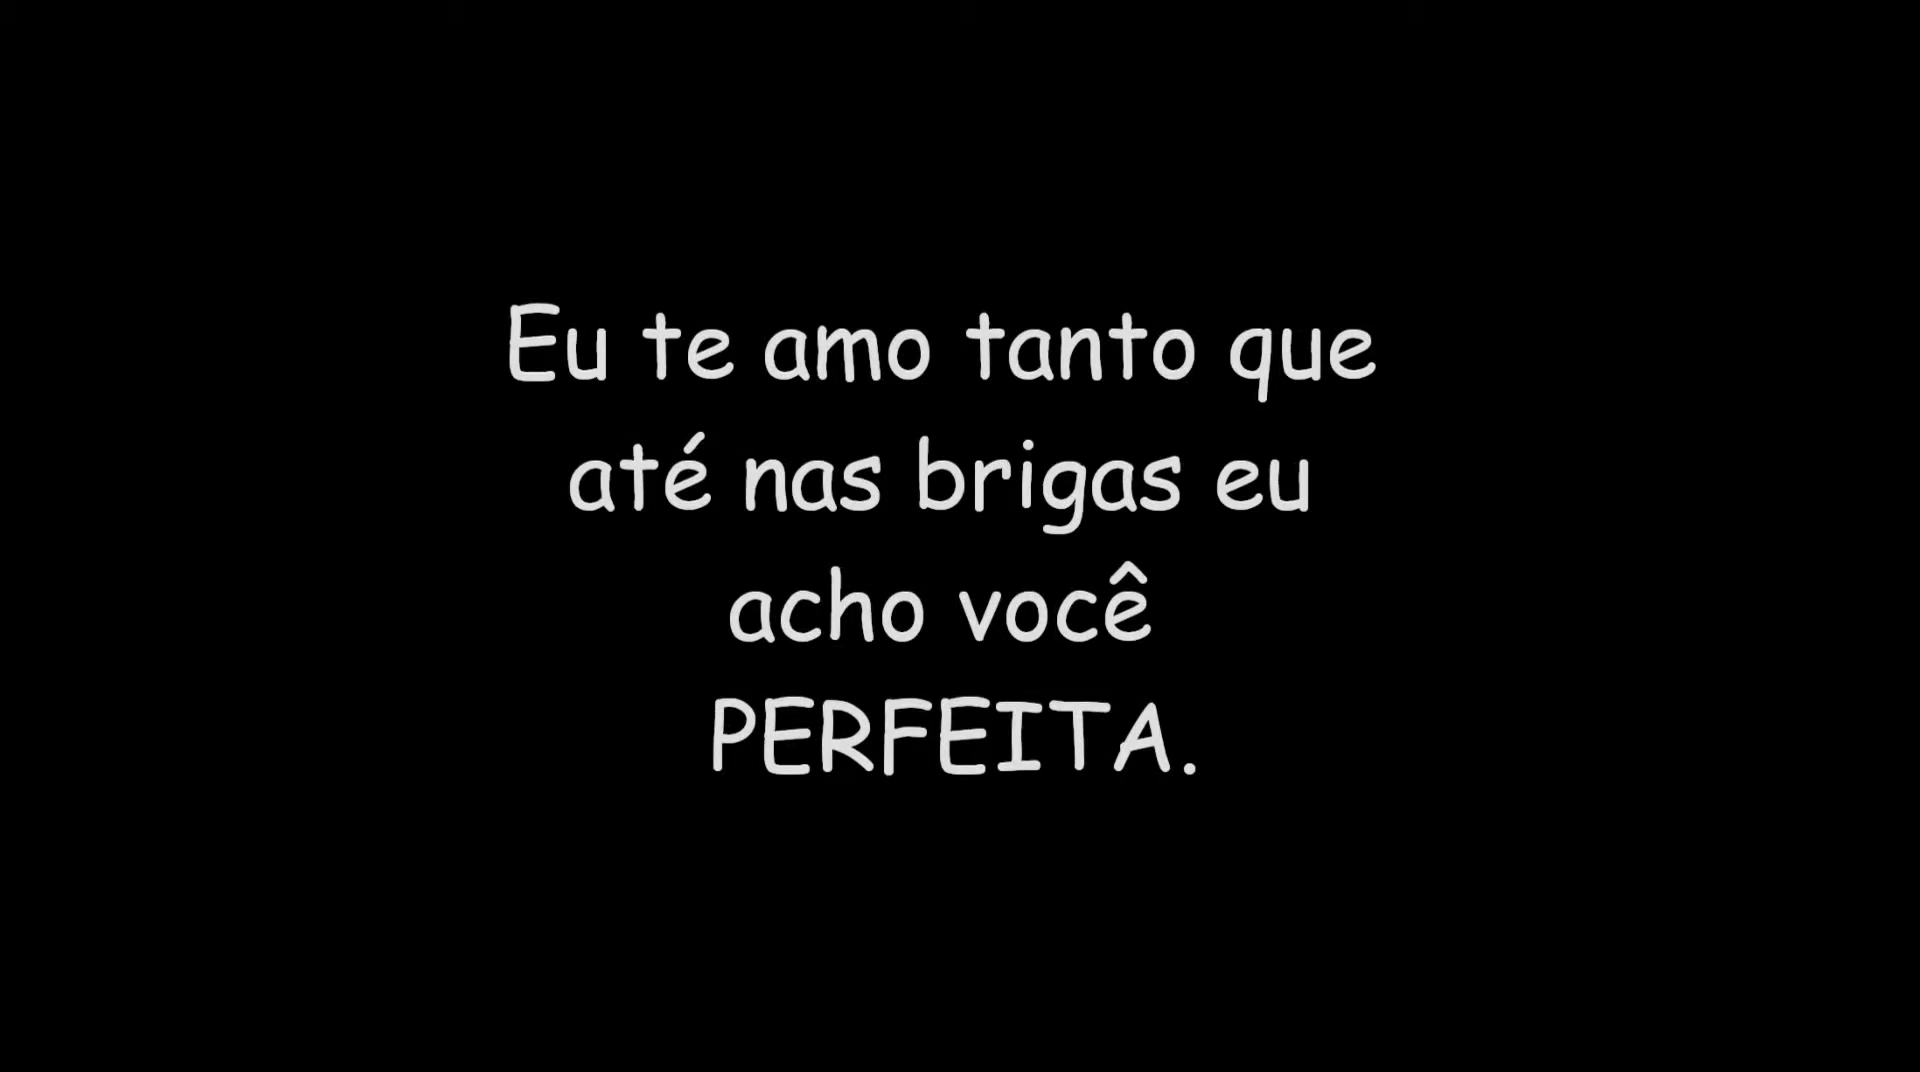 Eu te amo tanto que
até nas brigas eu
acho você
PERFEITA.